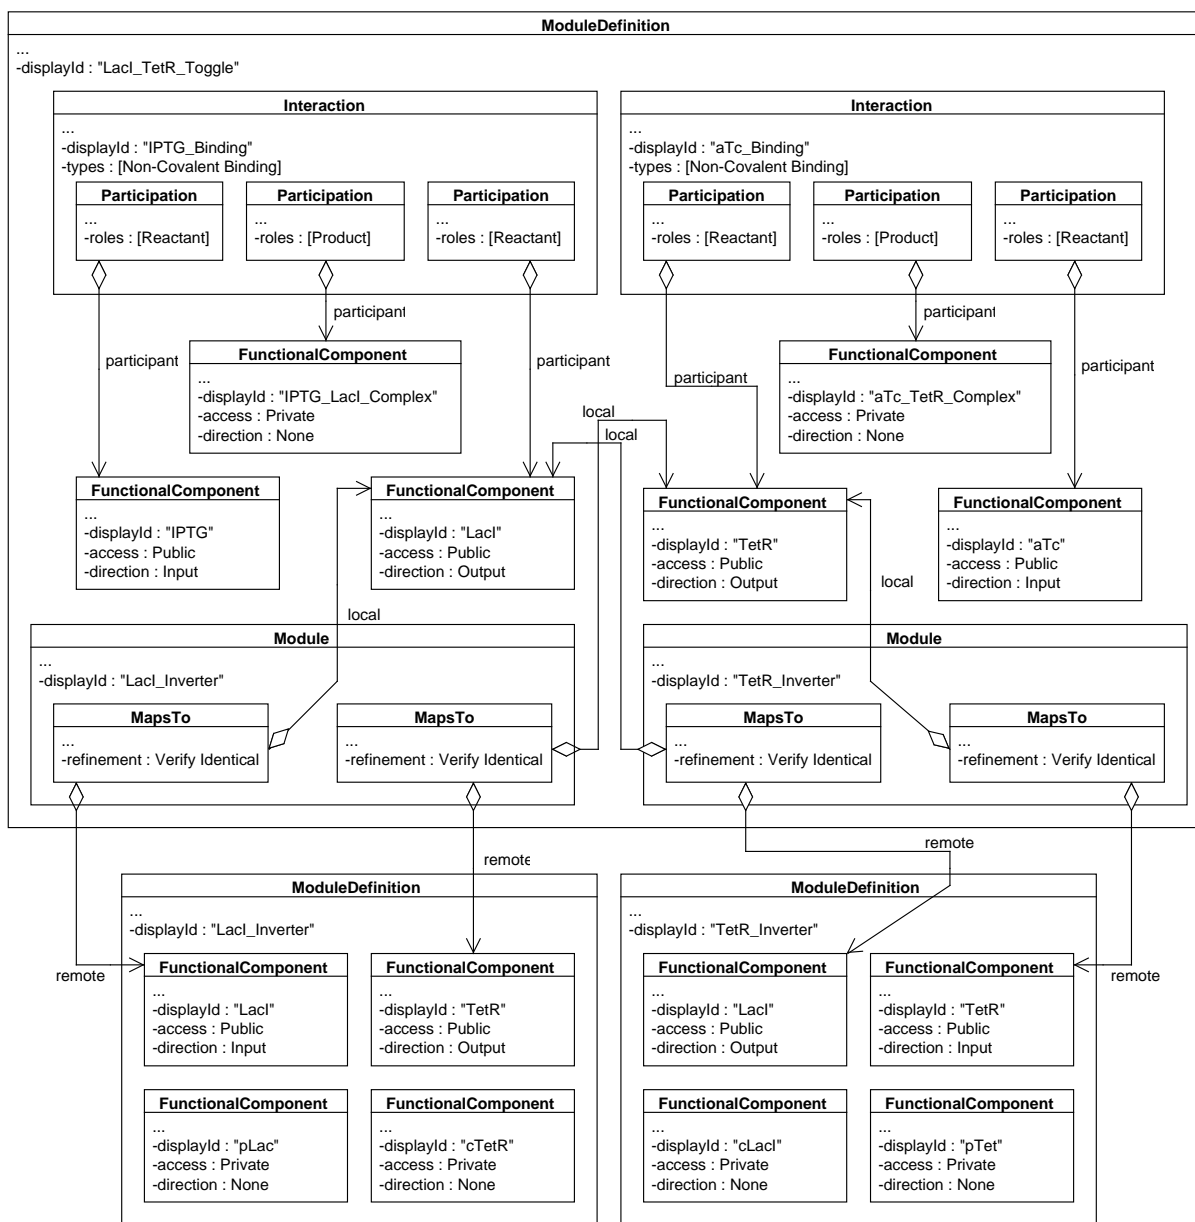 ModuleDefinition
...
-displayId : "LacI_TetR_Toggle"
Interaction
...
-displayId : "IPTG_Binding"
-types : [Non-Covalent Binding]
Participation
...
-roles : [Reactant]
Participation
...
-roles : [Product]
Participation
...
-roles : [Reactant]
Interaction
...
-displayId : "aTc_Binding"
-types : [Non-Covalent Binding]
Participation
...
-roles : [Reactant]
Participation
...
-roles : [Product]
Participation
...
-roles : [Reactant]
participant
participant
participant
participant
participant
participant
FunctionalComponent
...
-displayId : "IPTG_LacI_Complex"
-access : Private
-direction : None
FunctionalComponent
...
-displayId : "aTc_TetR_Complex"
-access : Private
-direction : None
local
local
FunctionalComponent
...
-displayId : "IPTG"
-access : Public
-direction : Input
FunctionalComponent
...
-displayId : "LacI"
-access : Public
-direction : Output
FunctionalComponent
...
-displayId : "TetR"
-access : Public
-direction : Output
FunctionalComponent
...
-displayId : "aTc"
-access : Public
-direction : Input
local
local
Module
...
-displayId : "LacI_Inverter"
MapsTo
...
-refinement : Verify Identical
MapsTo
...
-refinement : Verify Identical
Module
...
-displayId : "TetR_Inverter"
MapsTo
...
-refinement : Verify Identical
MapsTo
...
-refinement : Verify Identical
remote
remote
remote
remote
ModuleDefinition
...
-displayId : "LacI_Inverter"
FunctionalComponent
...
-displayId : "LacI"
-access : Public
-direction : Input
FunctionalComponent
...
-displayId : "TetR"
-access : Public
-direction : Output
FunctionalComponent
...
-displayId : "pLac"
-access : Private
-direction : None
FunctionalComponent
...
-displayId : "cTetR"
-access : Private
-direction : None
ModuleDefinition
...
-displayId : "TetR_Inverter"
FunctionalComponent
...
-displayId : "LacI"
-access : Public
-direction : Output
FunctionalComponent
...
-displayId : "TetR"
-access : Public
-direction : Input
FunctionalComponent
...
-displayId : "cLacI"
-access : Private
-direction : None
FunctionalComponent
...
-displayId : "pTet"
-access : Private
-direction : None